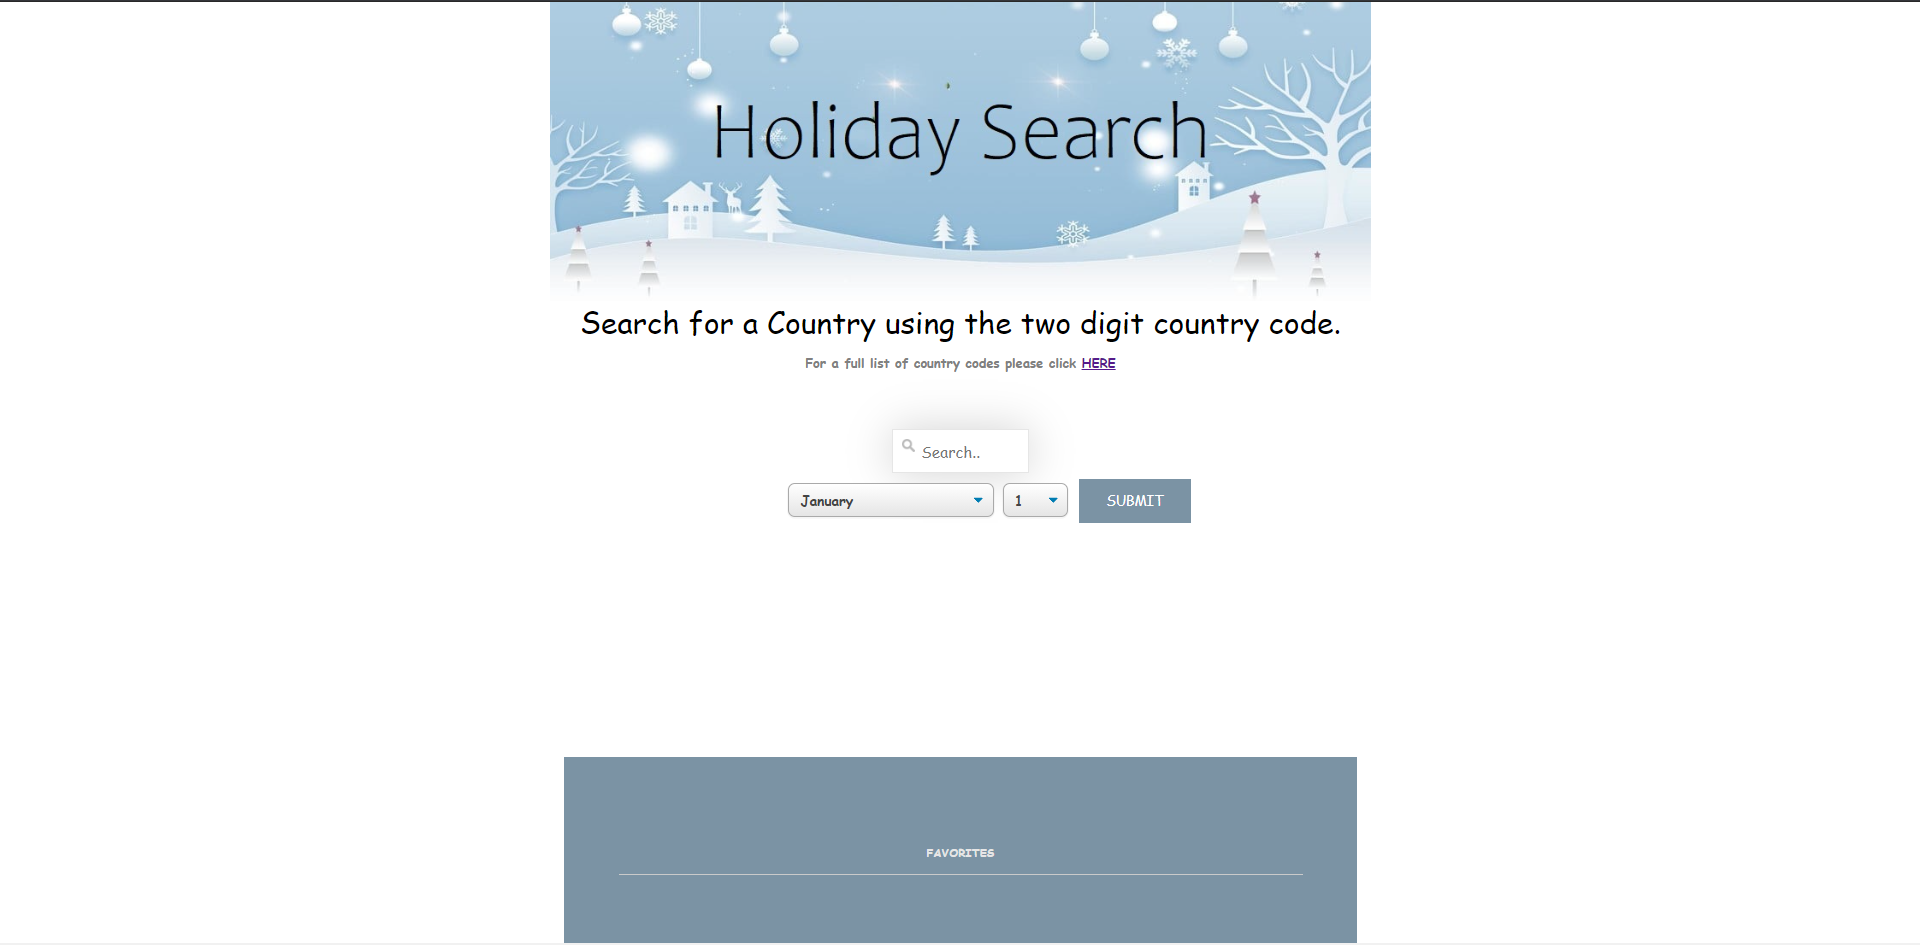 Holiday Search
Search for a Country using the two digit country code.
For a full list of country codes please click HERE
Search..
January 1 SUBMIT
FAVORITES